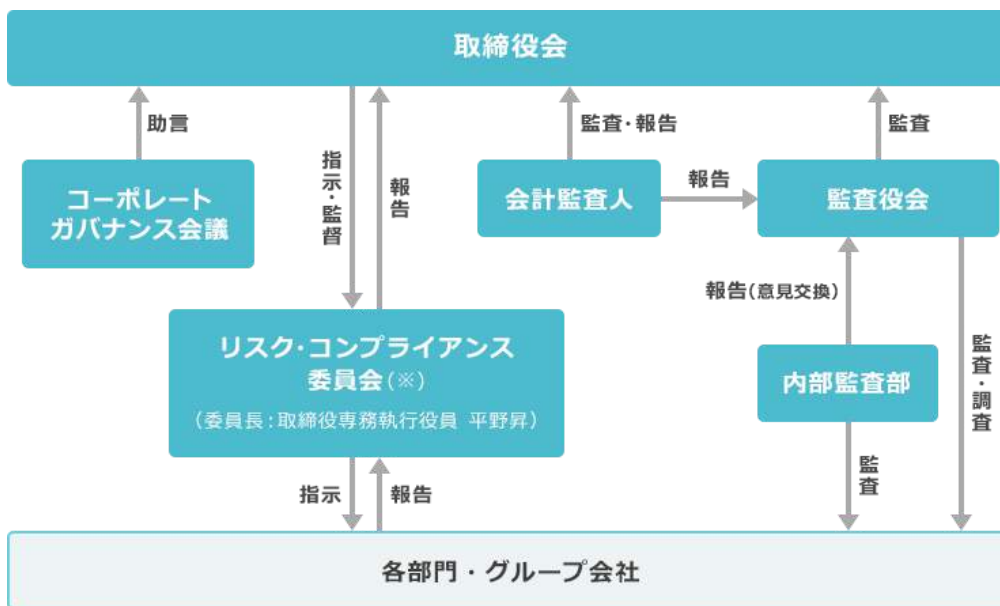 取締役会
助言
指示・監督
報告
監査・報告
監査
コーポレート
ガバナンス会議
会計監査人
報告
監査役会
報告(意見交換)
リスク・コンプライアンス
委員会(※)
(委員長:取締役専務執行役員 平野昇)
内部監査部
監査・調査
指示
報告
監査
各部門・グループ会社